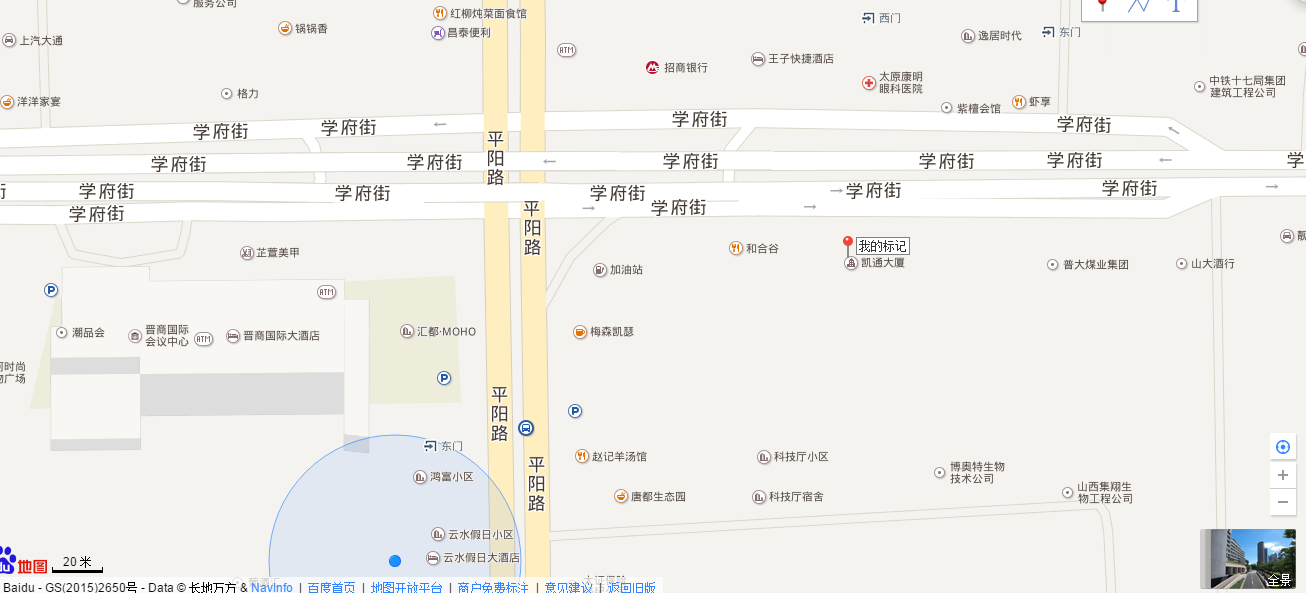 服务公司
红柳炖菜面食馆
锅锅香
昌泰便利
西门
逸居时代
东门
上汽大通
ATM
招商银行
王子快捷酒店
太原康明
眼科医院
中铁十七局集团
建筑工程公司
格力
洋洋家宴
紫檀会馆
虾享
学府街
学府街
学府街
学府街
平阳路
学府街
学府街
学府街
学府街
学府街
学
学府街
学府街
学府街
学府街
学府街
街
学府街
学府街
平阳路
我的标记
芷萱美甲
和合谷
凯通大厦
加油站
普大煤业集团
山大酒行
靓
P
ATM
潮品会
晋商国际
会议中心
ATM
晋商国际大酒店
汇都·MOHO
梅森凯瑟
时尚
广场
P
P
平阳路
东门
赵记羊汤馆
科技厅小区
平阳路
鸿富小区
唐都生态园
科技厅宿舍
博奥特生物
技术公司
山西集翔生
物工程公司
云水假日小区
云水假日大酒店
地图
20 米
全景
Baidu - GS(2015)2650号 - Data © 长地万方 & NavInfo | 百度首页 | 地图开放平台 | 商户免费标注 | 意见建议 | 返回旧版